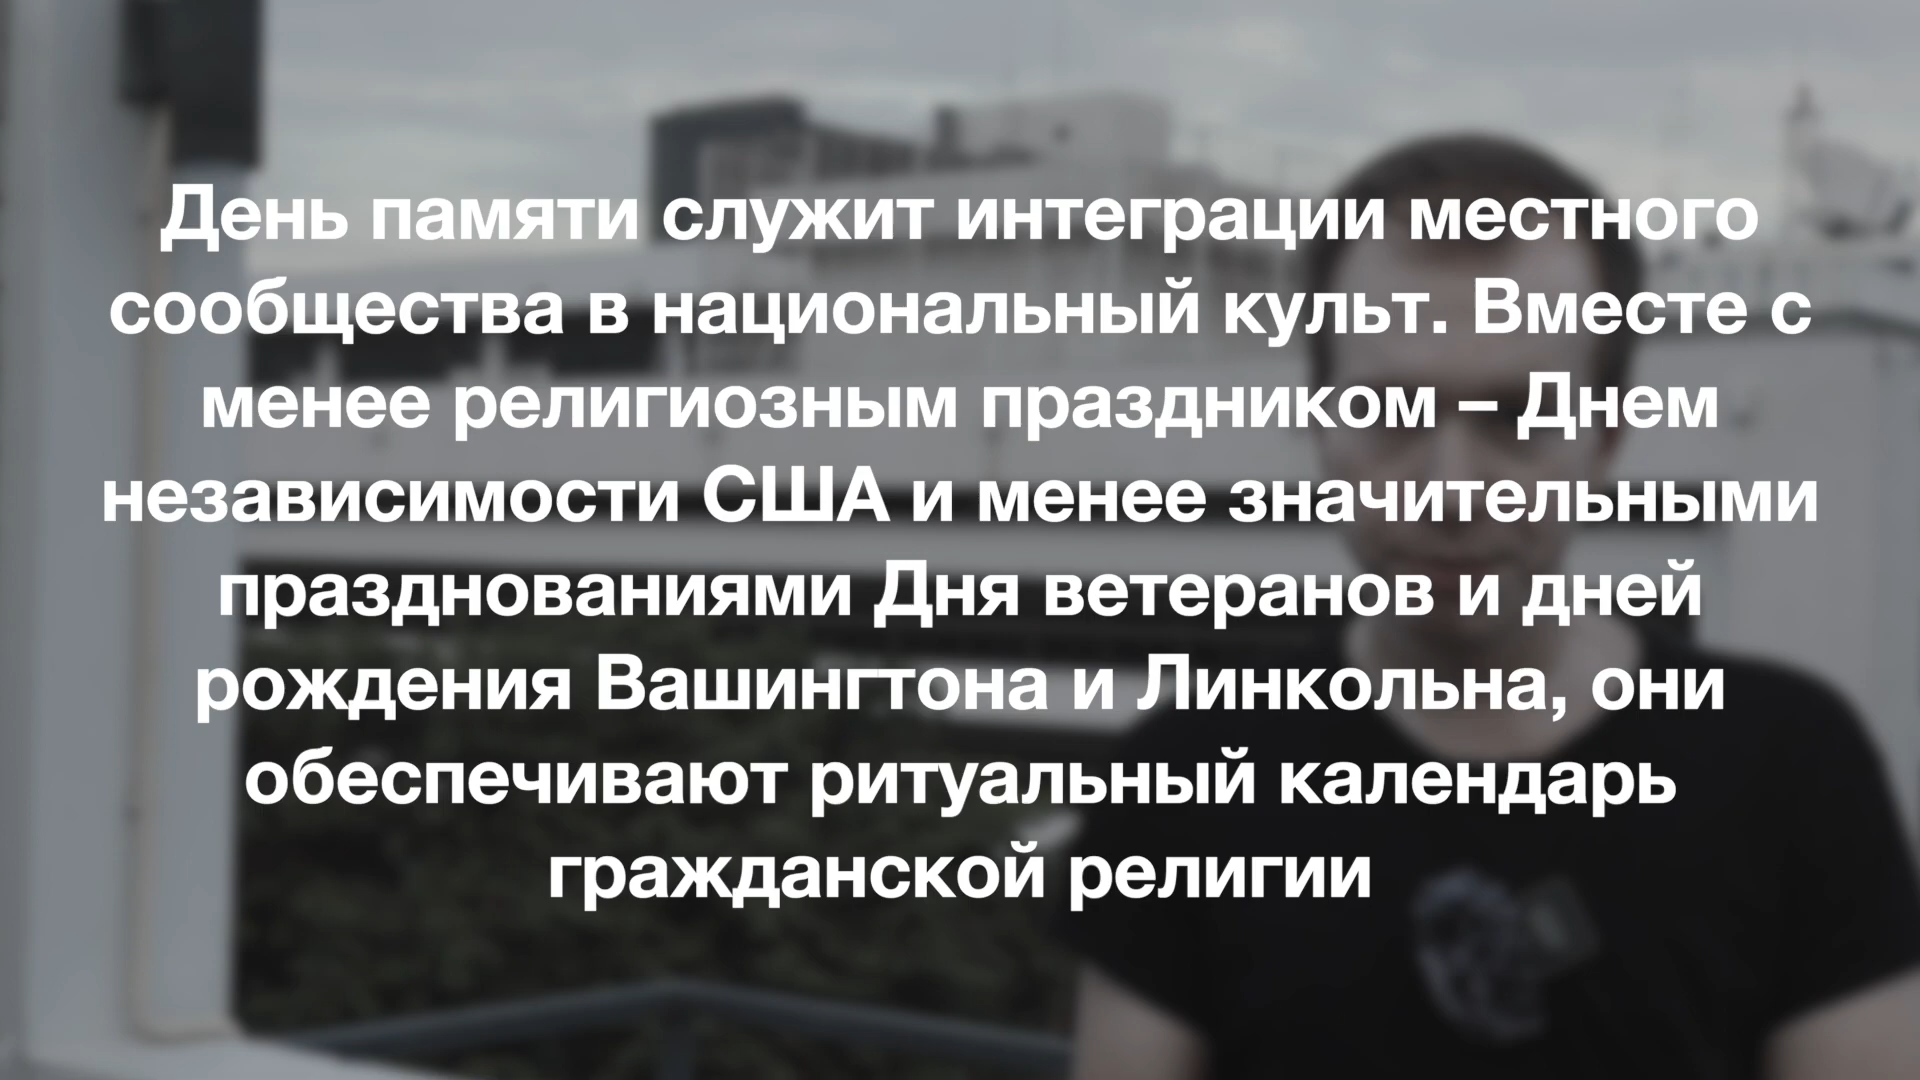 День памяти служит интеграции местного
сообщества в национальный культ. Вместе с
менее религиозным праздником – Днем
независимости США и менее значительными
празднованиями Дня ветеранов и дней
рождения Вашингтона и Линкольна, они
обеспечивают ритуальный календарь
гражданской религии